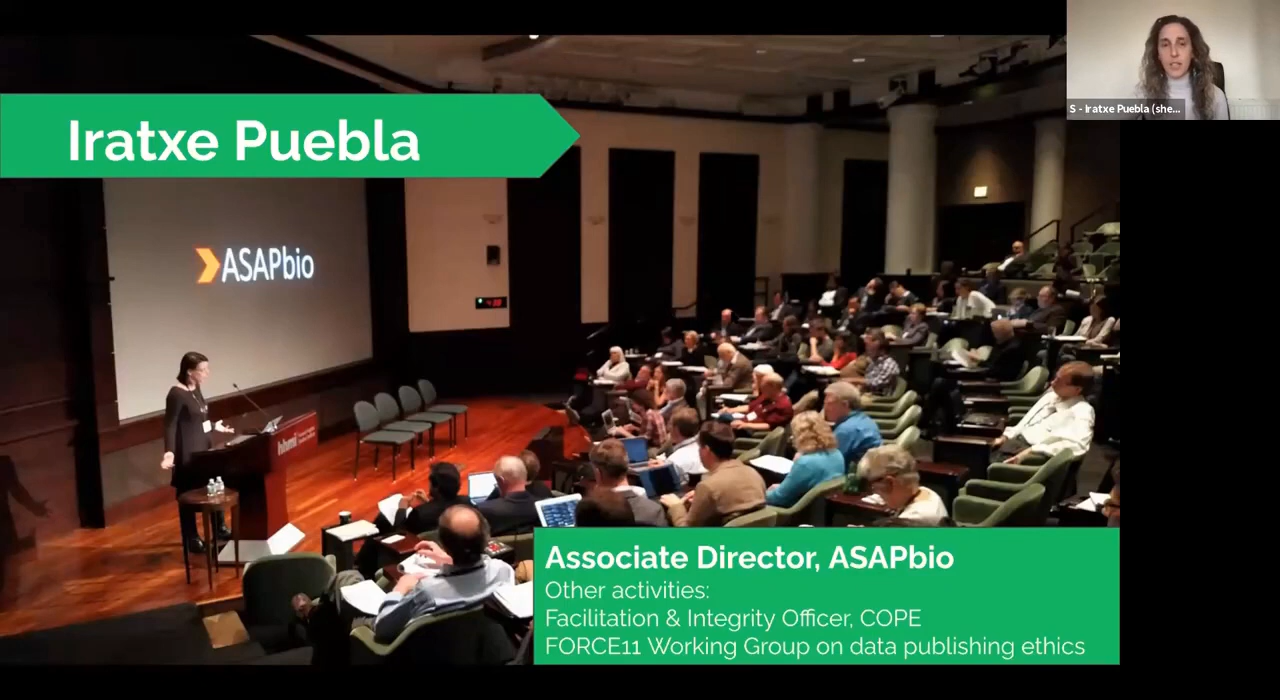 Iratxe Puebla
S - Iratxe Puebla (she...
ASAPbio
hhmi
Associate Director, ASAPbio
Other activities:
Facilitation & Integrity Officer, COPE
FORCE11 Working Group on data publishing ethics